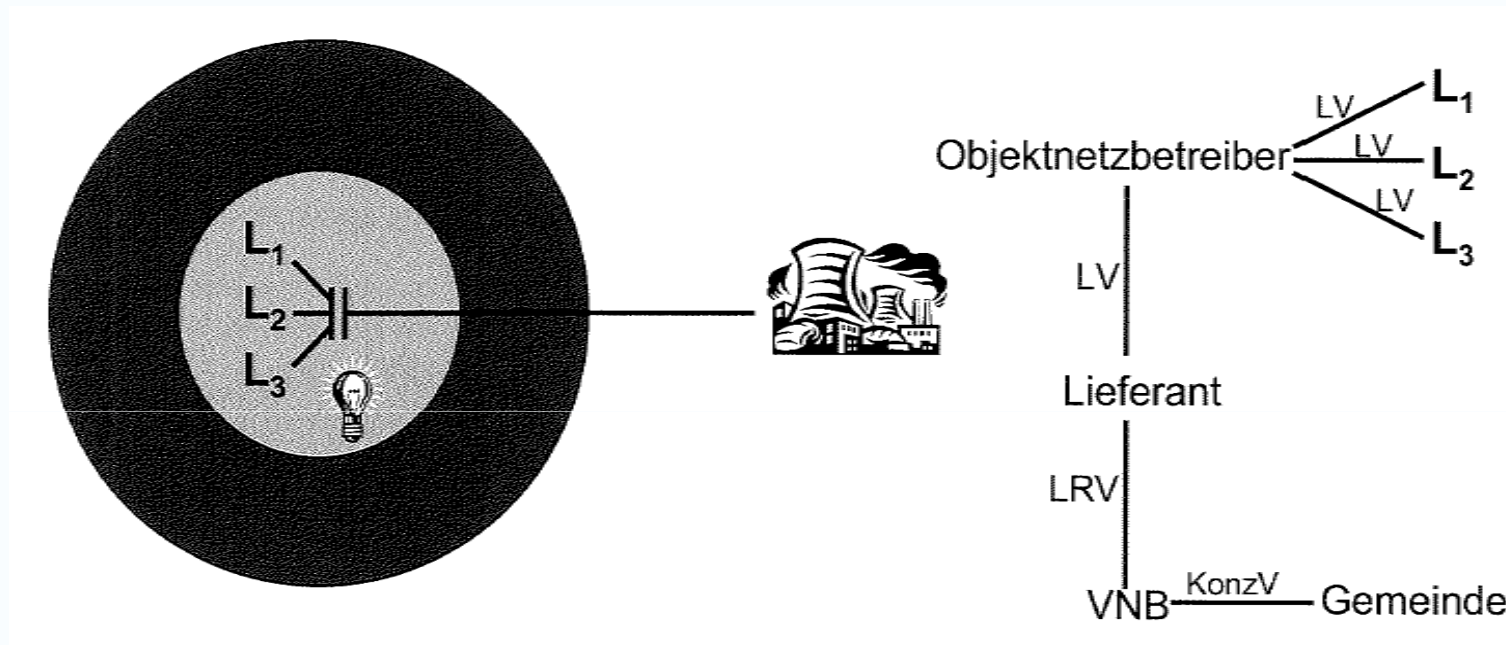 L1
L2
L3
LV
L1
Objektnetzbetreiber
LV
L2
LV
L3
LV
Lieferant
LRV
VNB
KonzV
Gemeinde